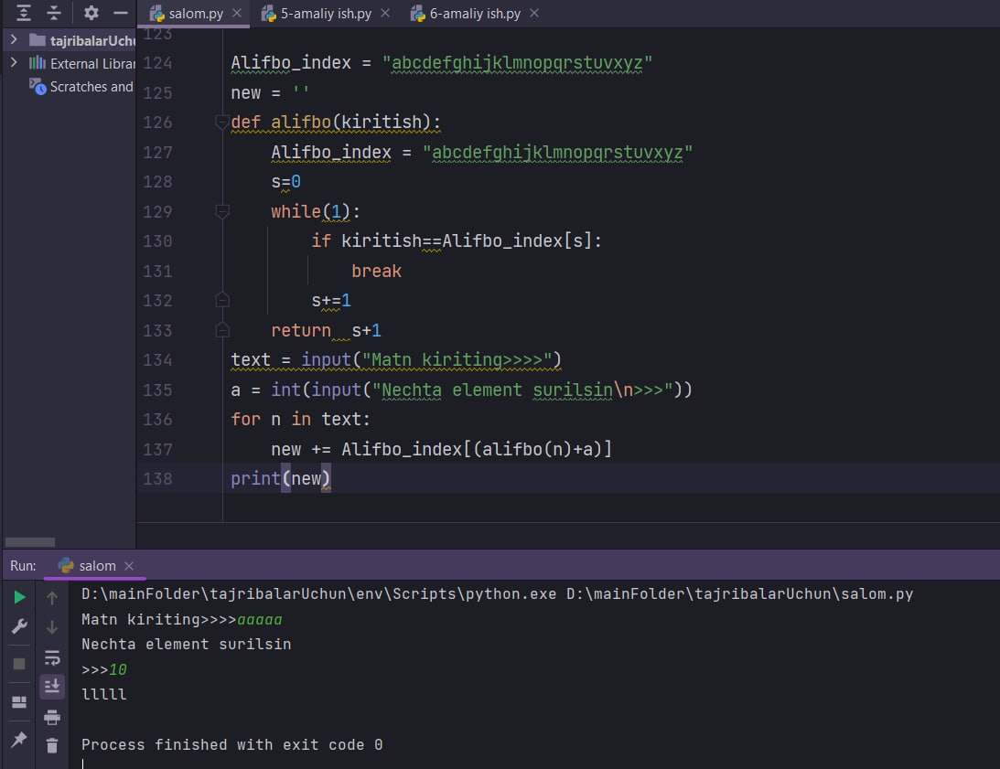 salom.py 5-amaliy ish.py 6-amaliy ish.py
tajribalarUchu
External Librar
Scratches and
123
124 Alifbo_index = "abcdefghijklmnopqrstuvxyz"
125 new = ''
126 def alifbo(kiritish):
127 Alifbo_index = "abcdefghijklmnopqrstuvxyz"
128 s=0
129 while(1):
130 if kiritish==Alifbo_index[s]:
131 break
132 s+=1
133 return  s+1
134 text = input("Matn kiriting>>>>")
135 a = int(input("Nechta element surilsin\n>>>"))
136 for n in text:
137 new += Alifbo_index[(alifbo(n)+a)]
138 print(new)
Run: salom
D:\mainFolder\tajribalarUchun\env\Scripts\python.exe D:\mainFolder\tajribalarUchun\salom.py
Matn kiriting>>>>aaaaa
Nechta element surilsin
>>>10
lllll
Process finished with exit code 0